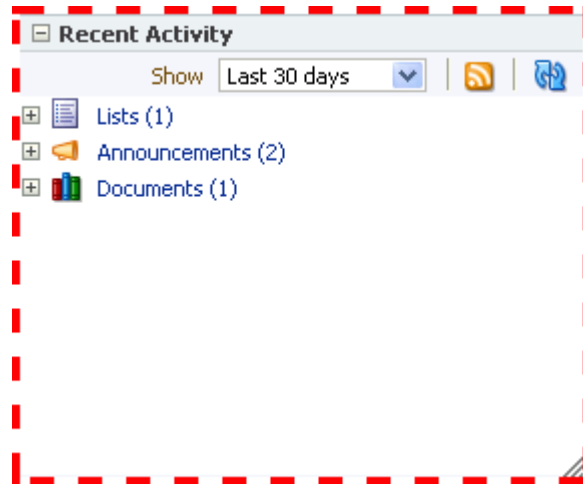 Recent Activity
Show Last 30 days
Lists (1)
Announcements (2)
Documents (1)